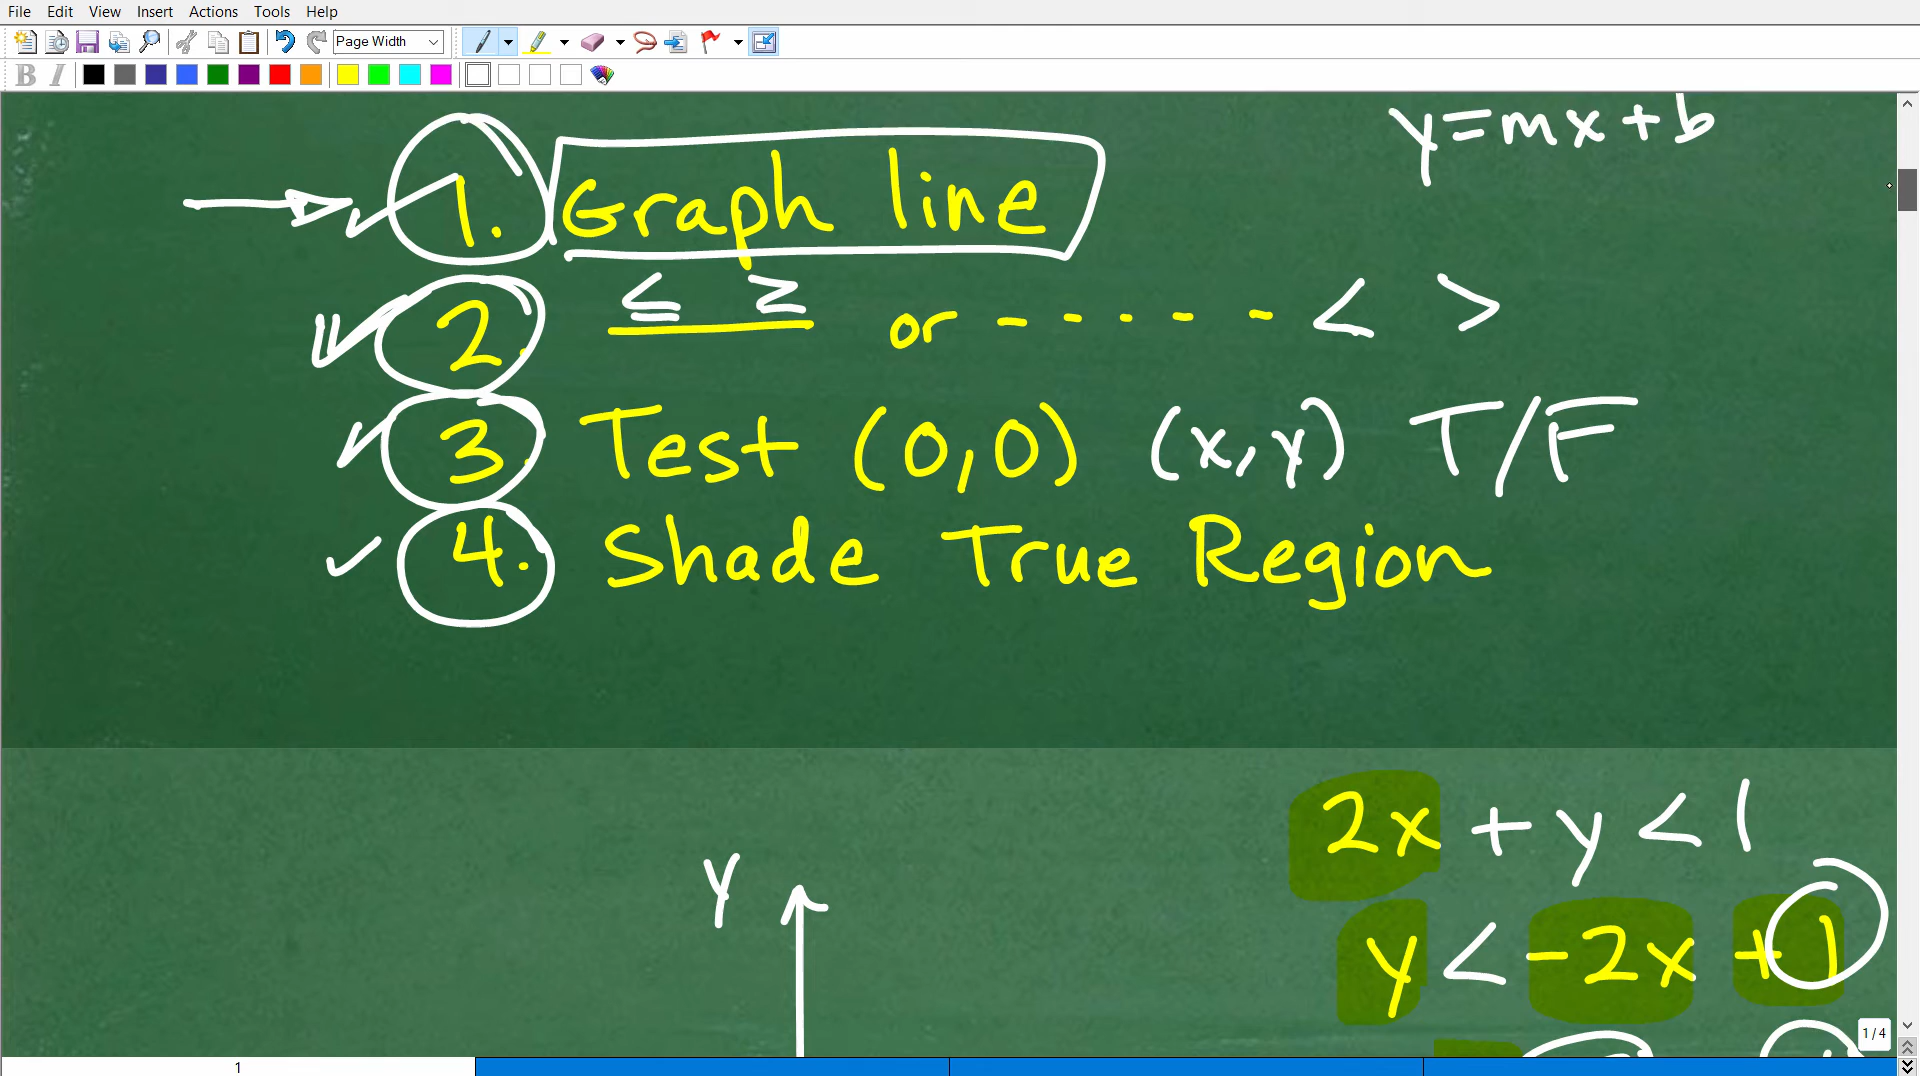 File Edit View Insert Actions Tools Help
Page Width
B I
y=mx+b
1. Graph line
2. ≤ ≥ or ----- < >
3. Test (0,0) (x,y) T/F
4. Shade True Region
2x + y < 1
y
y < -2x + 1
1/4
1